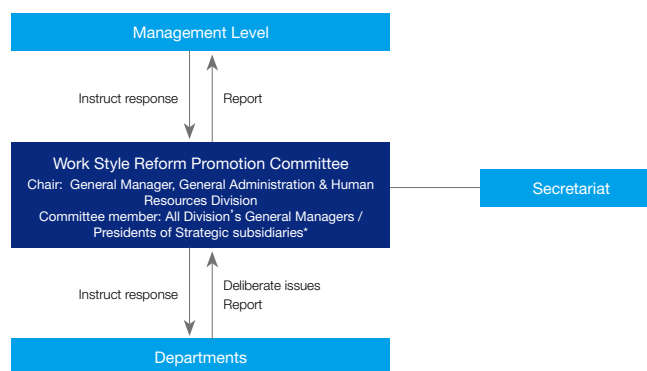 Management Level
Instruct response
Report
Work Style Reform Promotion Committee
Chair:  General Manager, General Administration & Human
Resources Division
Committee member: All Division’s General Managers /
Presidents of Strategic subsidiaries*
Secretariat
Instruct response
Deliberate issues
Report
Departments